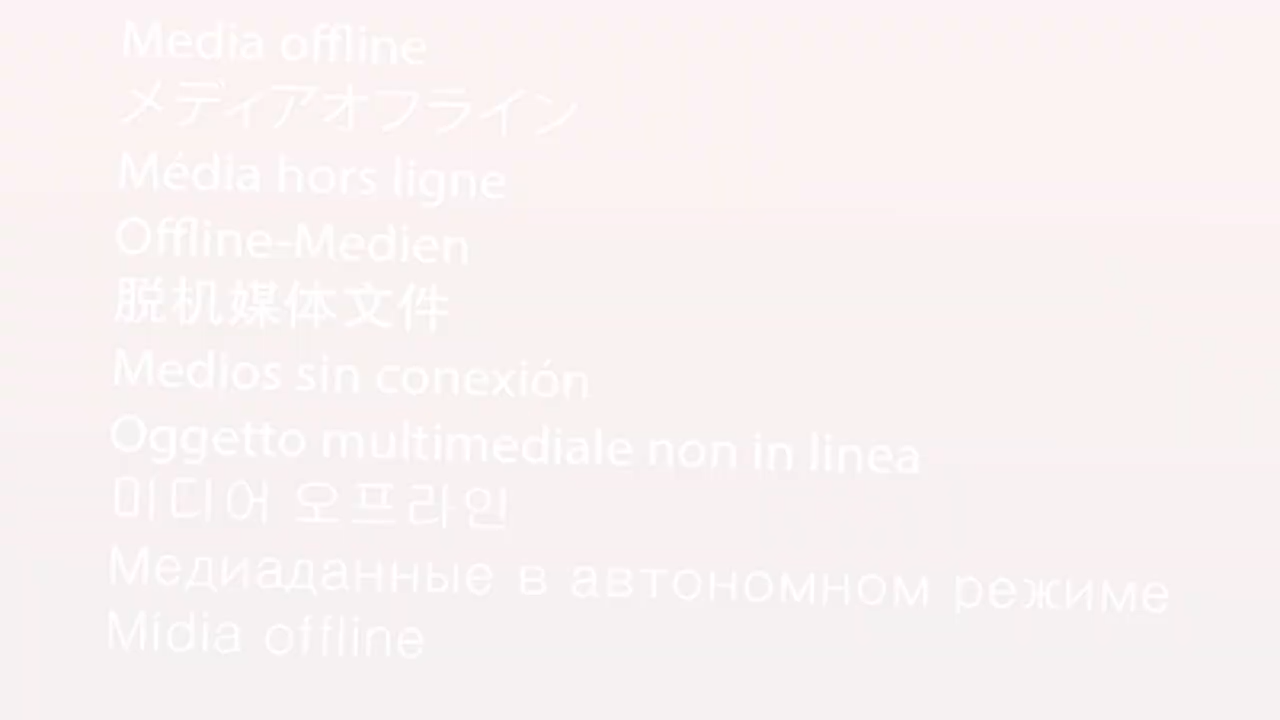 Media offline
メディアオフライン
Média hors ligne
Offline-Medien
脱机媒体文件
Medios sin conexión
Oggetto multimediale non in linea
미디어 오프라인
Медиаданные в автономном режиме
Mídia offline